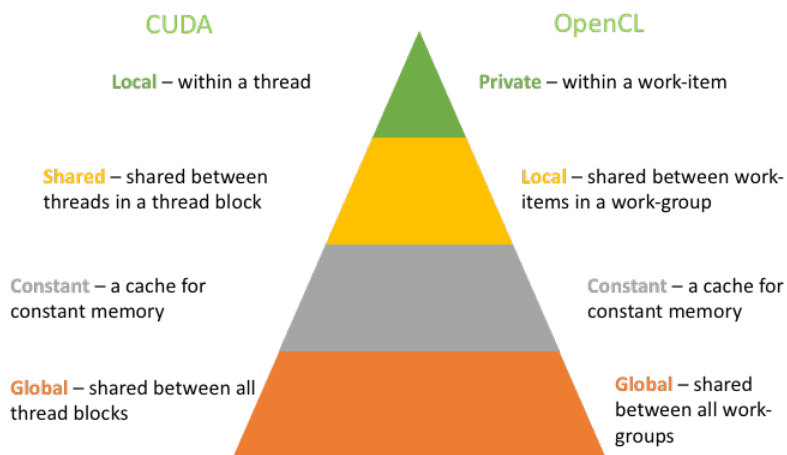 CUDA
OpenCL
Local – within a thread
Private – within a work-item
Shared – shared between
threads in a thread block
Local – shared between work-
items in a work-group
Constant – a cache for
constant memory
Constant – a cache for
constant memory
Global – shared between all
thread blocks
Global – shared
between all work-
groups